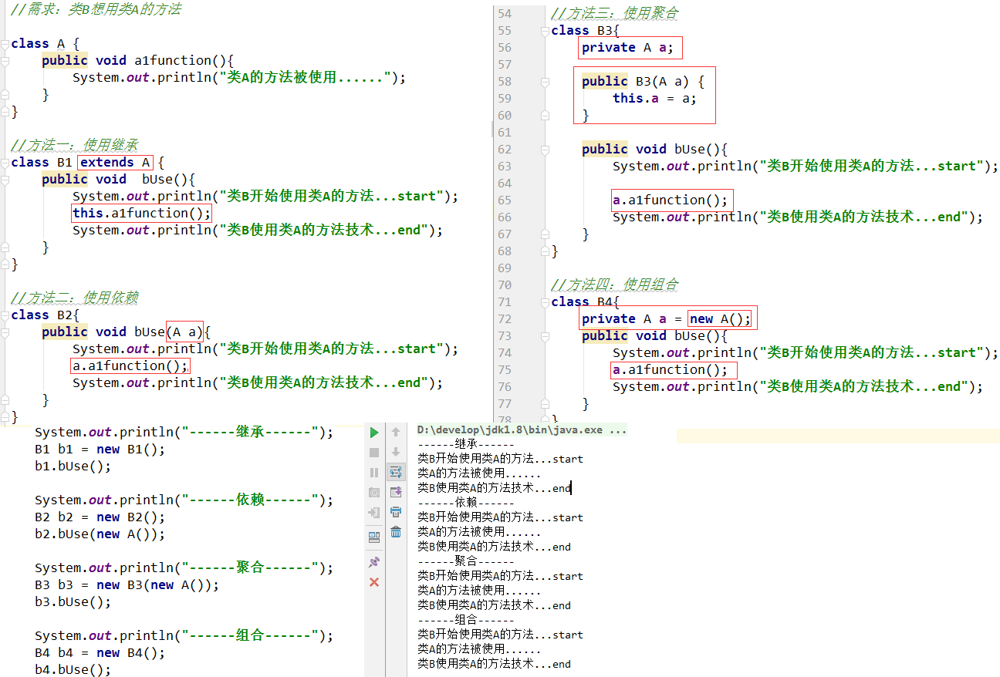 //需求：类B想用类A的方法
class A {
public void a1function(){
System.out.println("类A的方法被使用......");
}
}
//方法一：使用继承
class B1 extends A {
public void  bUse(){
System.out.println("类B开始使用类A的方法...start");
this.a1function();
System.out.println("类B使用类A的方法技术...end");
}
}
//方法二：使用依赖
class B2{
public void bUse(A a){
System.out.println("类B开始使用类A的方法...start");
a.a1function();
System.out.println("类B使用类A的方法技术...end");
}
}
54 //方法三：使用聚合
55 class B3{
56 private A a;
57
58 public B3(A a) {
59 this.a = a;
60 }
61
62 public void bUse(){
63 System.out.println("类B开始使用类A的方法...start");
64
65 a.a1function();
66 System.out.println("类B使用类A的方法技术...end");
67 }
68 }
69
70 //方法四：使用组合
71 class B4{
72 private A a = new A();
73 public void bUse(){
74 System.out.println("类B开始使用类A的方法...start");
75 a.a1function();
76 System.out.println("类B使用类A的方法技术...end");
77 }
78 }
System.out.println("------继承------");
B1 b1 = new B1();
b1.bUse();
System.out.println("------依赖------");
B2 b2 = new B2();
b2.bUse(new A());
System.out.println("------聚合------");
B3 b3 = new B3(new A());
b3.bUse();
System.out.println("------组合------");
B4 b4 = new B4();
b4.bUse();
D:\develop\jdk1.8\bin\java.exe ...
------继承------
类B开始使用类A的方法...start
类A的方法被使用......
类B使用类A的方法技术...end
------依赖------
类B开始使用类A的方法...start
类A的方法被使用......
类B使用类A的方法技术...end
------聚合------
类B开始使用类A的方法...start
类A的方法被使用......
类B使用类A的方法技术...end
------组合------
类B开始使用类A的方法...start
类A的方法被使用......
类B使用类A的方法技术...end